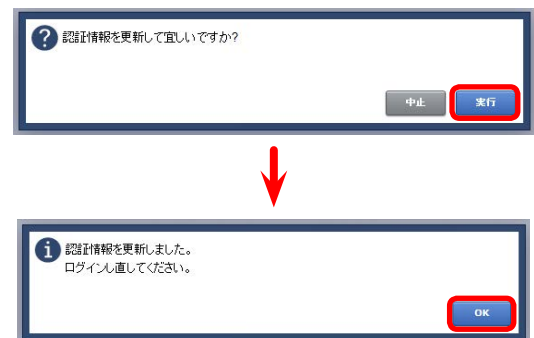 認証情報を更新して宜しいですか?
中止
実行
認証情報を更新しました。
ログインし直してください。
OK